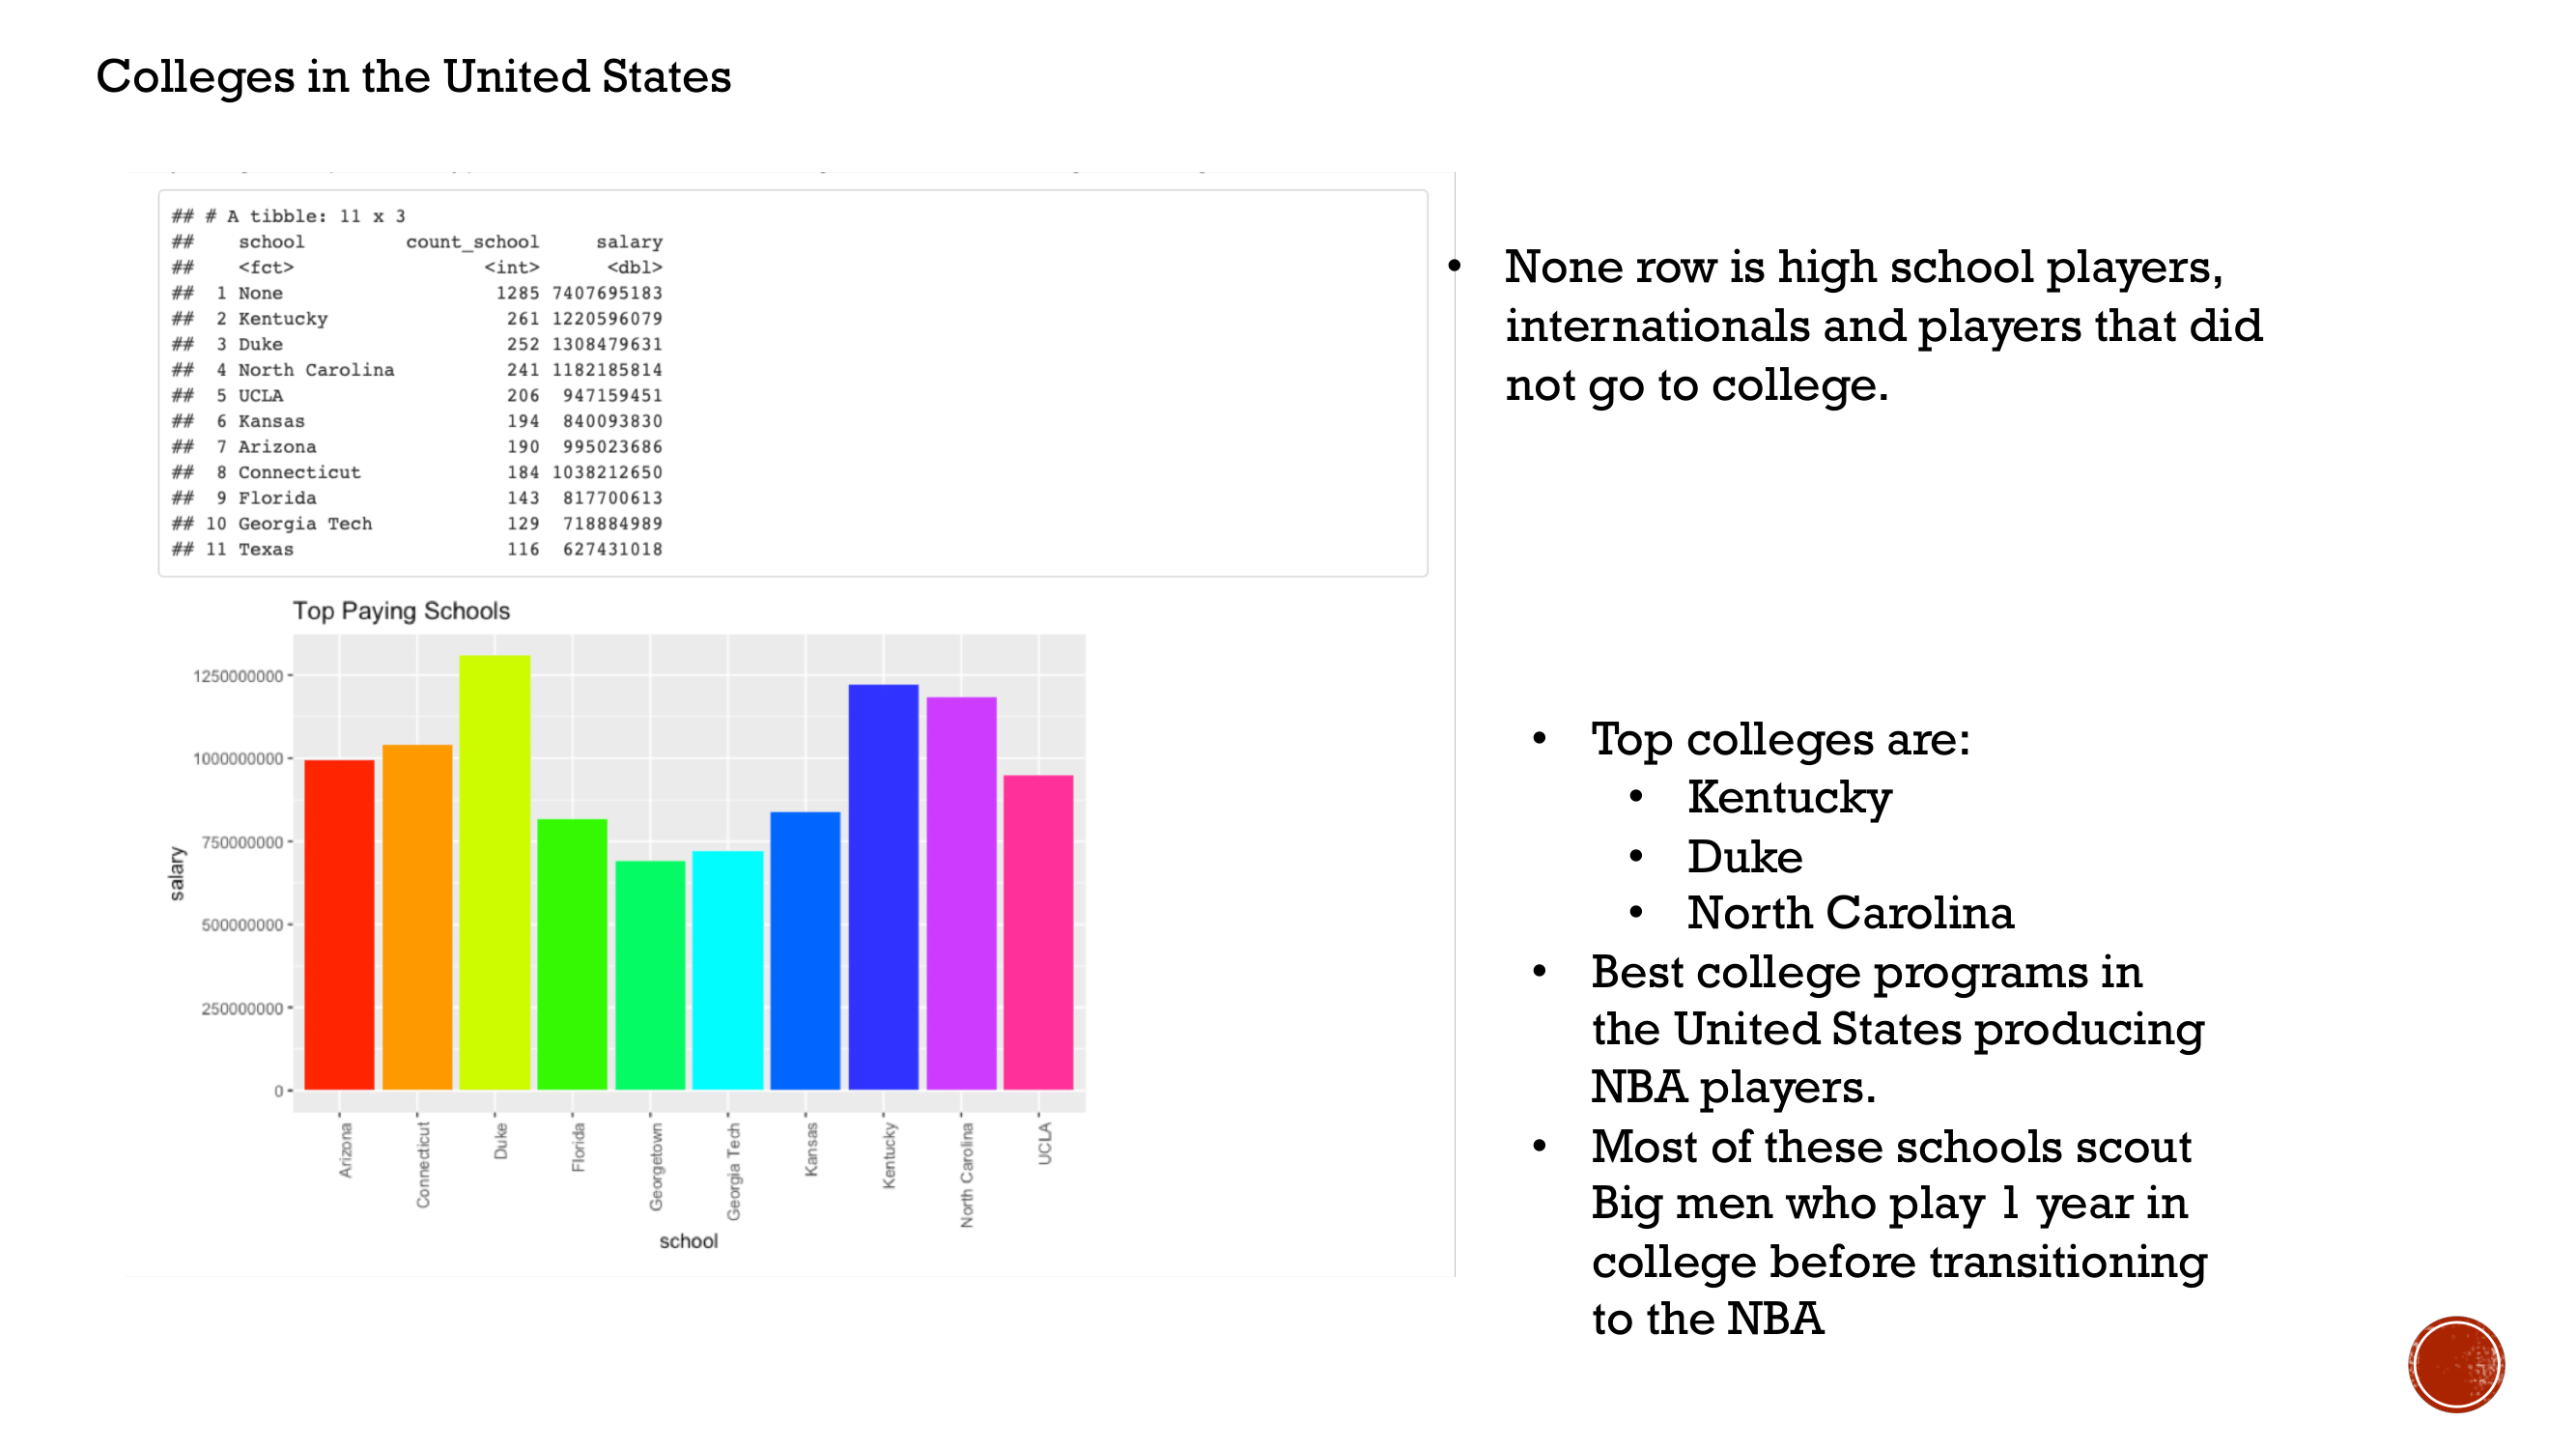 Colleges in the United States
## # A tibble: 11 x 3
## school count_school salary
## <fct> <int> <dbl>
## 1 None 1285 7407695183
## 2 Kentucky 261 1220596079
## 3 Duke 252 1308479631
## 4 North Carolina 241 1182185814
## 5 UCLA 206 947159451
## 6 Kansas 194 840093830
## 7 Arizona 190 995023686
## 8 Connecticut 184 1038212650
## 9 Florida 143 817700613
## 10 Georgia Tech 129 718884989
## 11 Texas 116 627431018
Top Paying Schools
1250000000
1000000000
750000000
500000000
250000000
0
salary
Arizona
Connecticut
Duke
Florida
Georgetown
Georgia Tech
Kansas
Kentucky
North Carolina
UCLA
school
• None row is high school players,
internationals and players that did
not go to college.
• Top colleges are:
• Kentucky
• Duke
• North Carolina
• Best college programs in
the United States producing
NBA players.
• Most of these schools scout
Big men who play 1 year in
college before transitioning
to the NBA